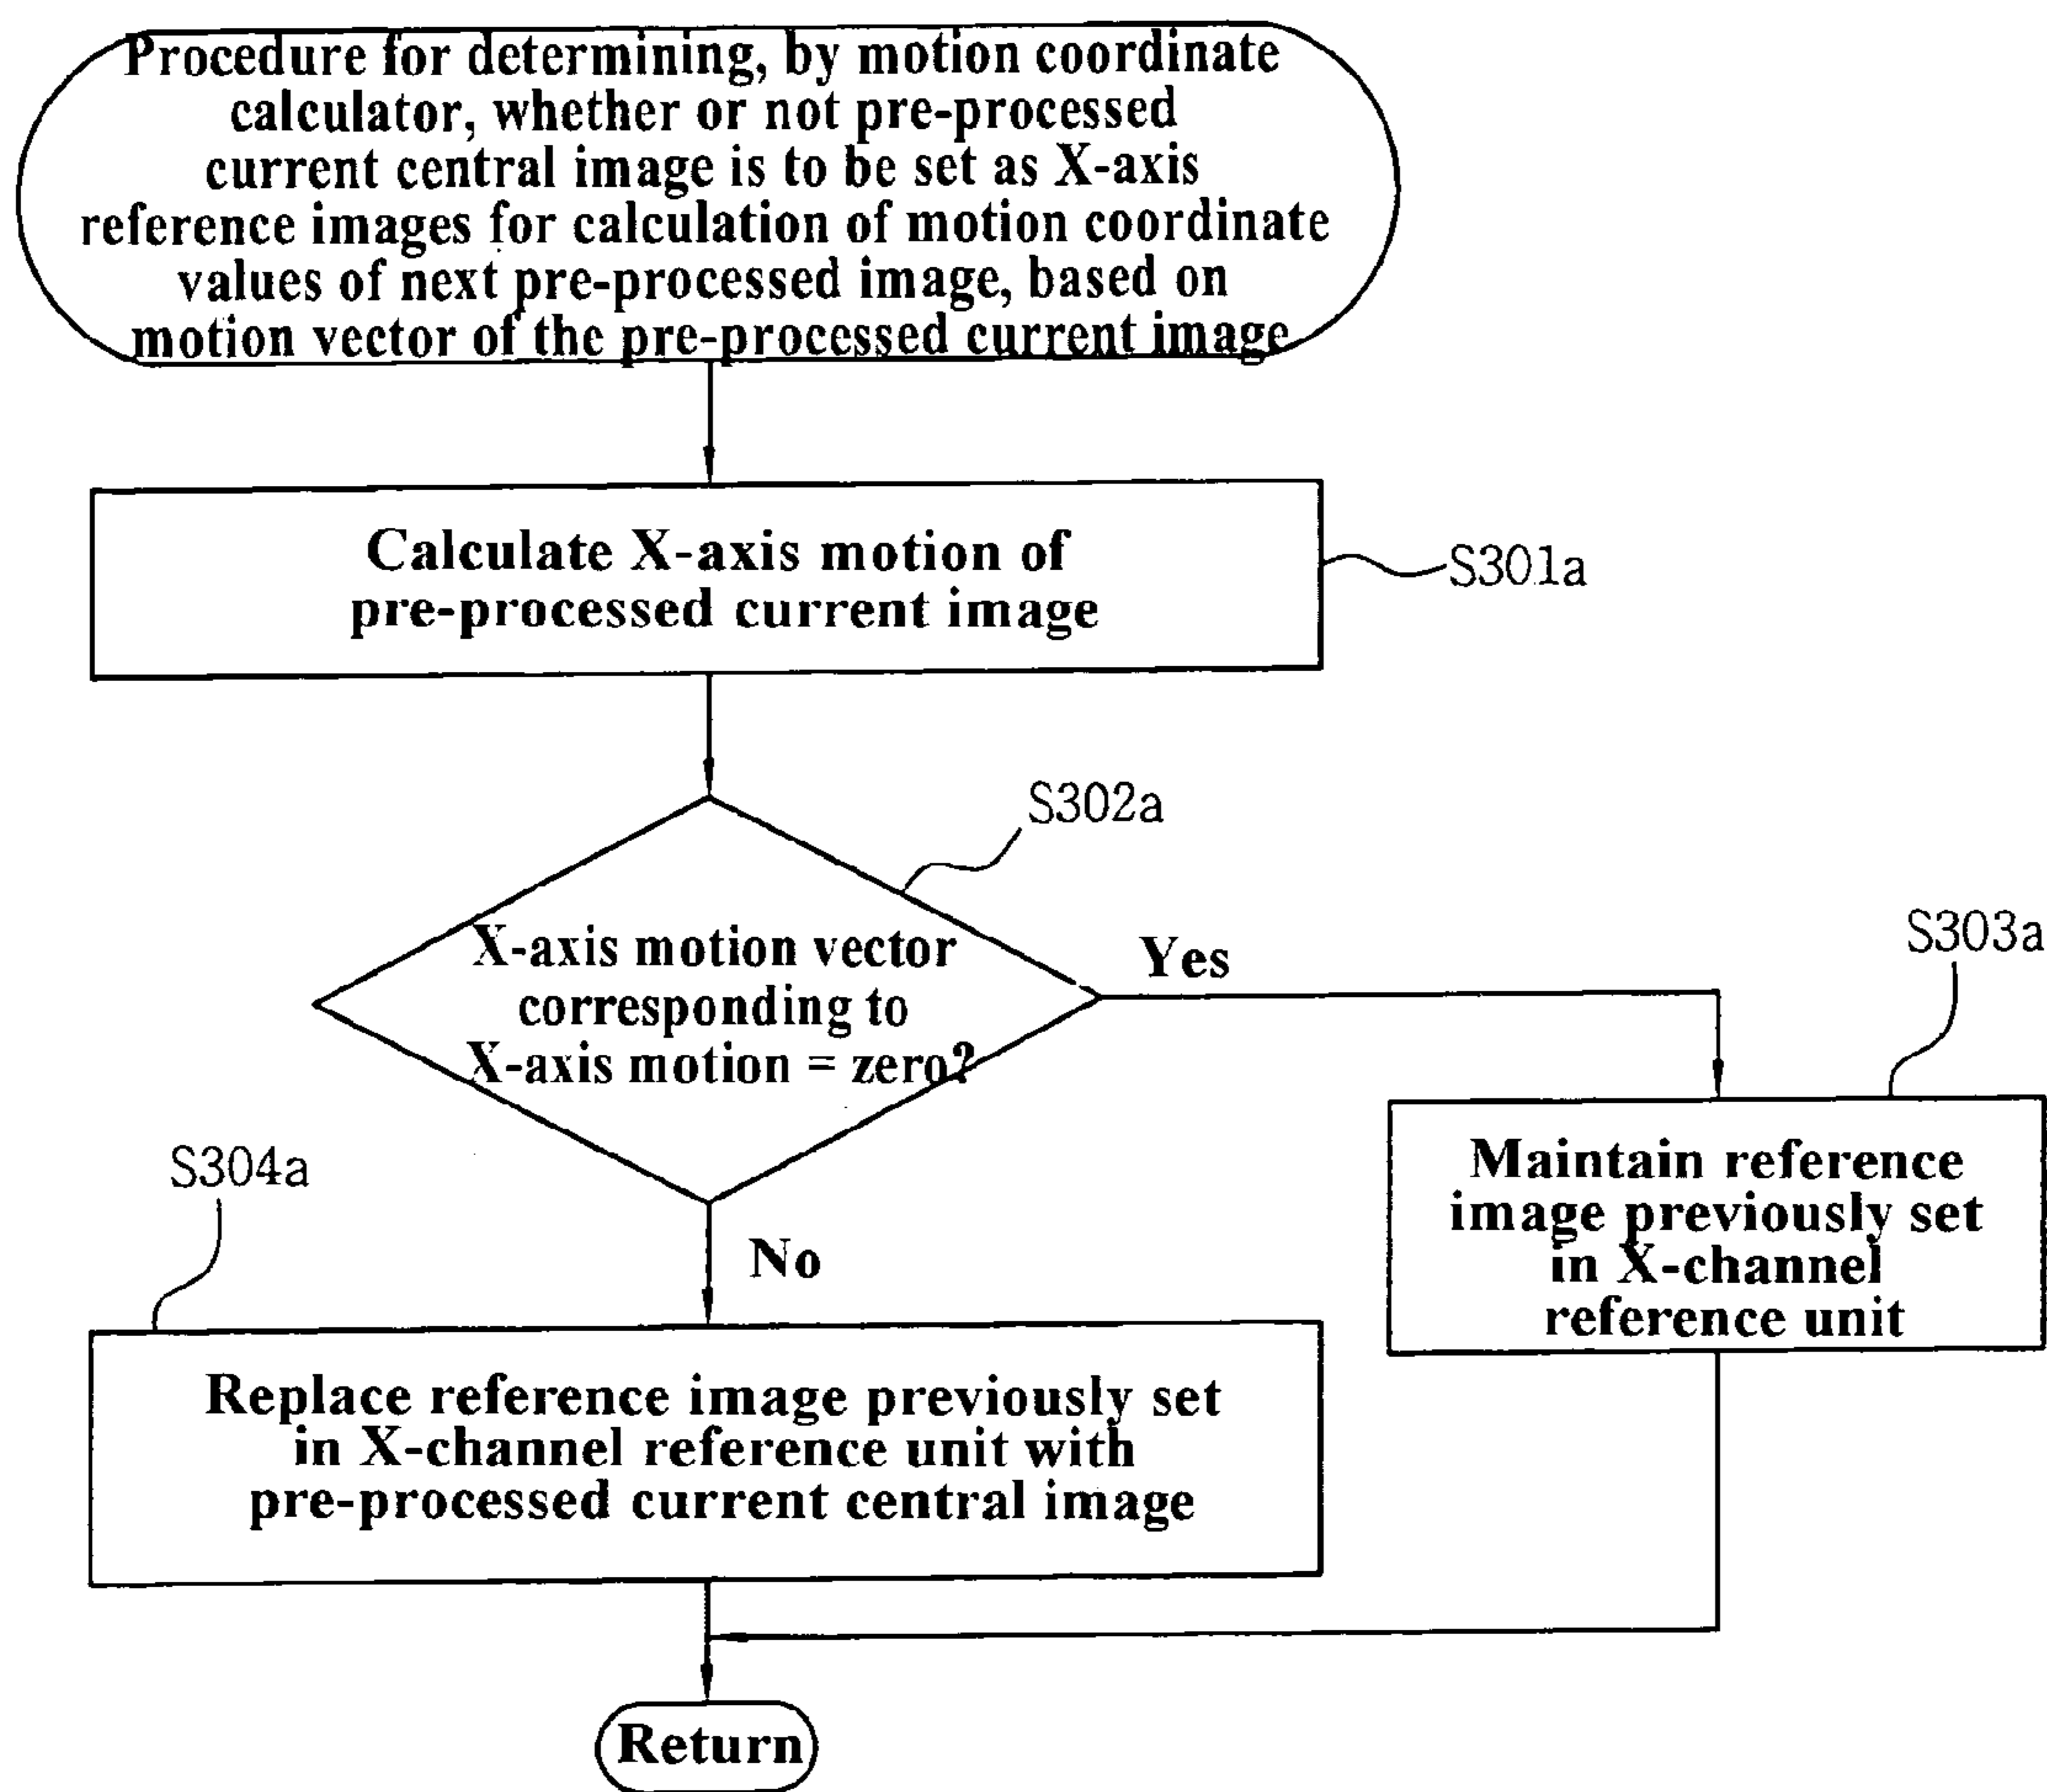 Procedure for determining, by motion coordinate
calculator, whether or not pre-processed
current central image is to be set as X-axis
reference images for calculation of motion coordinate
values of next pre-processed image, based on
motion vector of the pre-processed current image
Calculate X-axis motion of
pre-processed current image
S301a
S302a
X-axis motion vector
corresponding to
X-axis motion = zero?
Yes
S303a
Maintain reference
image previously set
in X-channel
reference unit
S304a
No
Replace reference image previously set
in X-channel reference unit with
pre-processed current central image
Return